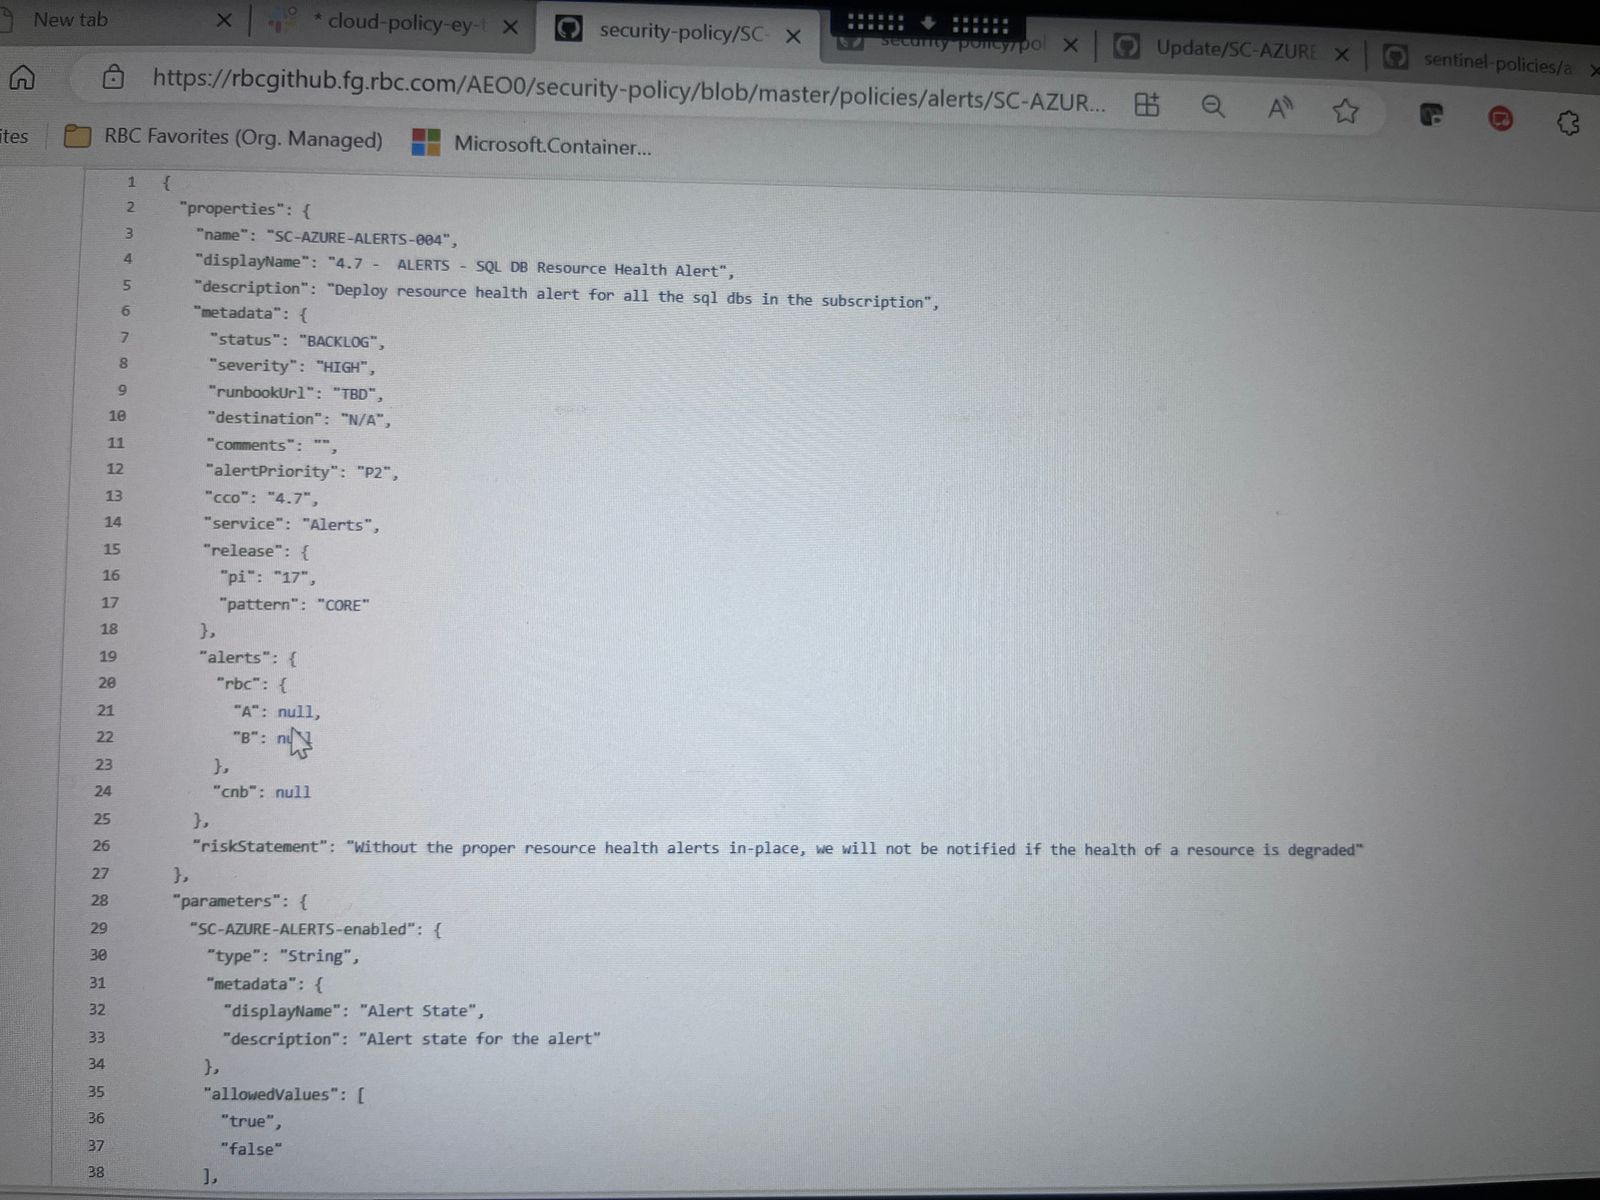 New tab
* cloud-policy-ey-t
security-policy/SC-
security-policy/pol
Update/SC-AZURE
sentinel-policies/a
https://rbcgithub.fg.rbc.com/AEO0/security-policy/blob/master/policies/alerts/SC-AZUR...
ites
RBC Favorites (Org. Managed)
Microsoft.Container...
1 {
2 "properties": {
3 "name": "SC-AZURE-ALERTS-004",
4 "displayName": "4.7 -  ALERTS - SQL DB Resource Health Alert",
5 "description": "Deploy resource health alert for all the sql dbs in the subscription",
6 "metadata": {
7 "status": "BACKLOG",
8 "severity": "HIGH",
9 "runbookUrl": "TBD",
10 "destination": "N/A",
11 "comments": "",
12 "alertPriority": "P2",
13 "cco": "4.7",
14 "service": "Alerts",
15 "release": {
16 "pi": "17",
17 "pattern": "CORE"
18 },
19 "alerts": {
20 "rbc": {
21 "A": null,
22 "B": null
23 },
24 "cnb": null
25 },
26 "riskStatement": "Without the proper resource health alerts in-place, we will not be notified if the health of a resource is degraded"
27 },
28 "parameters": {
29 "SC-AZURE-ALERTS-enabled": {
30 "type": "String",
31 "metadata": {
32 "displayName": "Alert State",
33 "description": "Alert state for the alert"
34 },
35 "allowedValues": [
36 "true",
37 "false"
38 ],